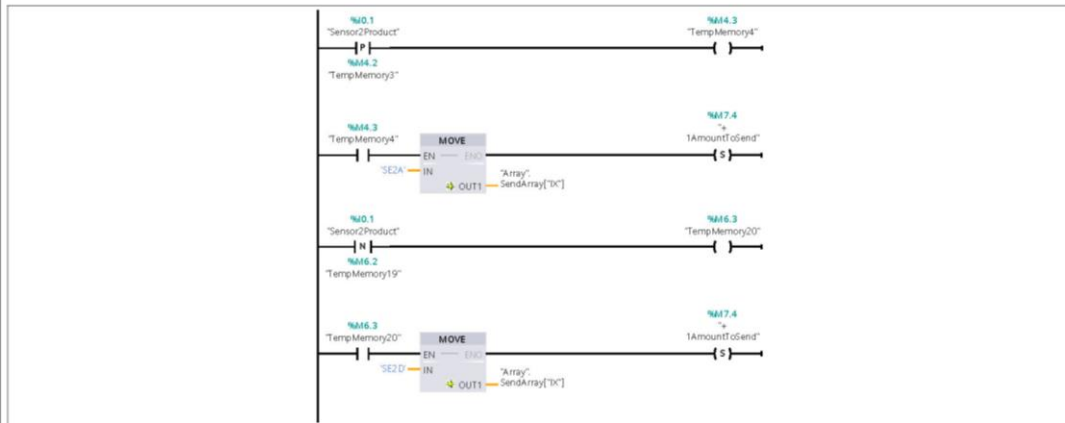 %I0.1 %M4.3
"Sensor2Product" "TempMemory4"
P
%M4.2
"TempMemory3"
%M7.4
%M4.3 "+
"TempMemory4" MOVE 1AmountToSend"
EN ENO S
'SE2A' IN "Array".
OUT1 SendArray["IX"]
%I0.1 %M6.3
"Sensor2Product" "TempMemory20"
N
%M6.2
"TempMemory19"
%M7.4
%M6.3 "+
"TempMemory20" MOVE 1AmountToSend"
EN ENO S
'SE2D' IN "Array".
OUT1 SendArray["IX"]